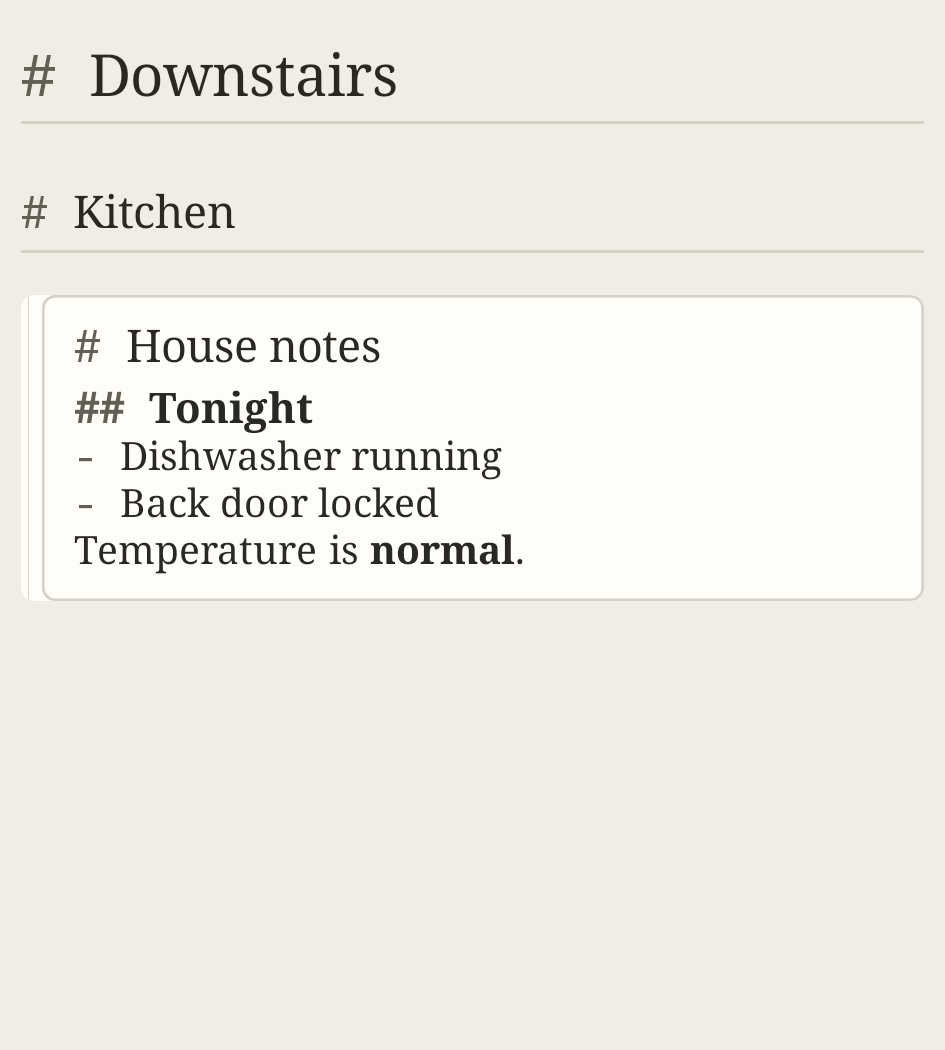 # Downstairs
# Kitchen
# House notes
## Tonight
- Dishwasher running
- Back door locked
Temperature is normal.